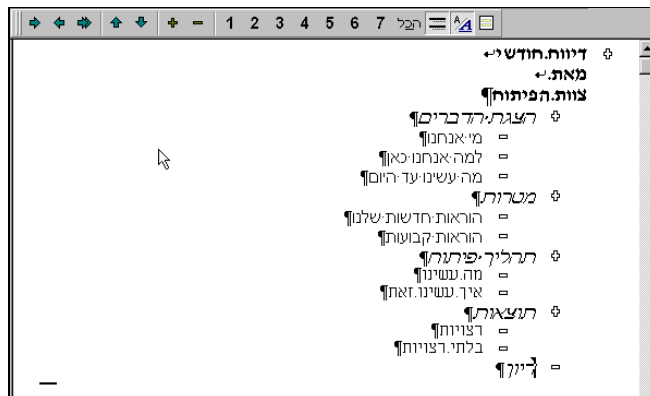 1 2 3 4 5 6 7 הכל
דיווח חודשי
מאת
צוות הפיתוח
הצגת הדברים
מי אנחנו
למה אנחנו כאן
מה עשינו עד היום
מטרות
הוראות חדשות שלנו
הוראות קבועות
תהליך פיתוח
מה עשינו
איך עשינו זאת
תוצאות
רצויות
בלתי רצויות
דיון